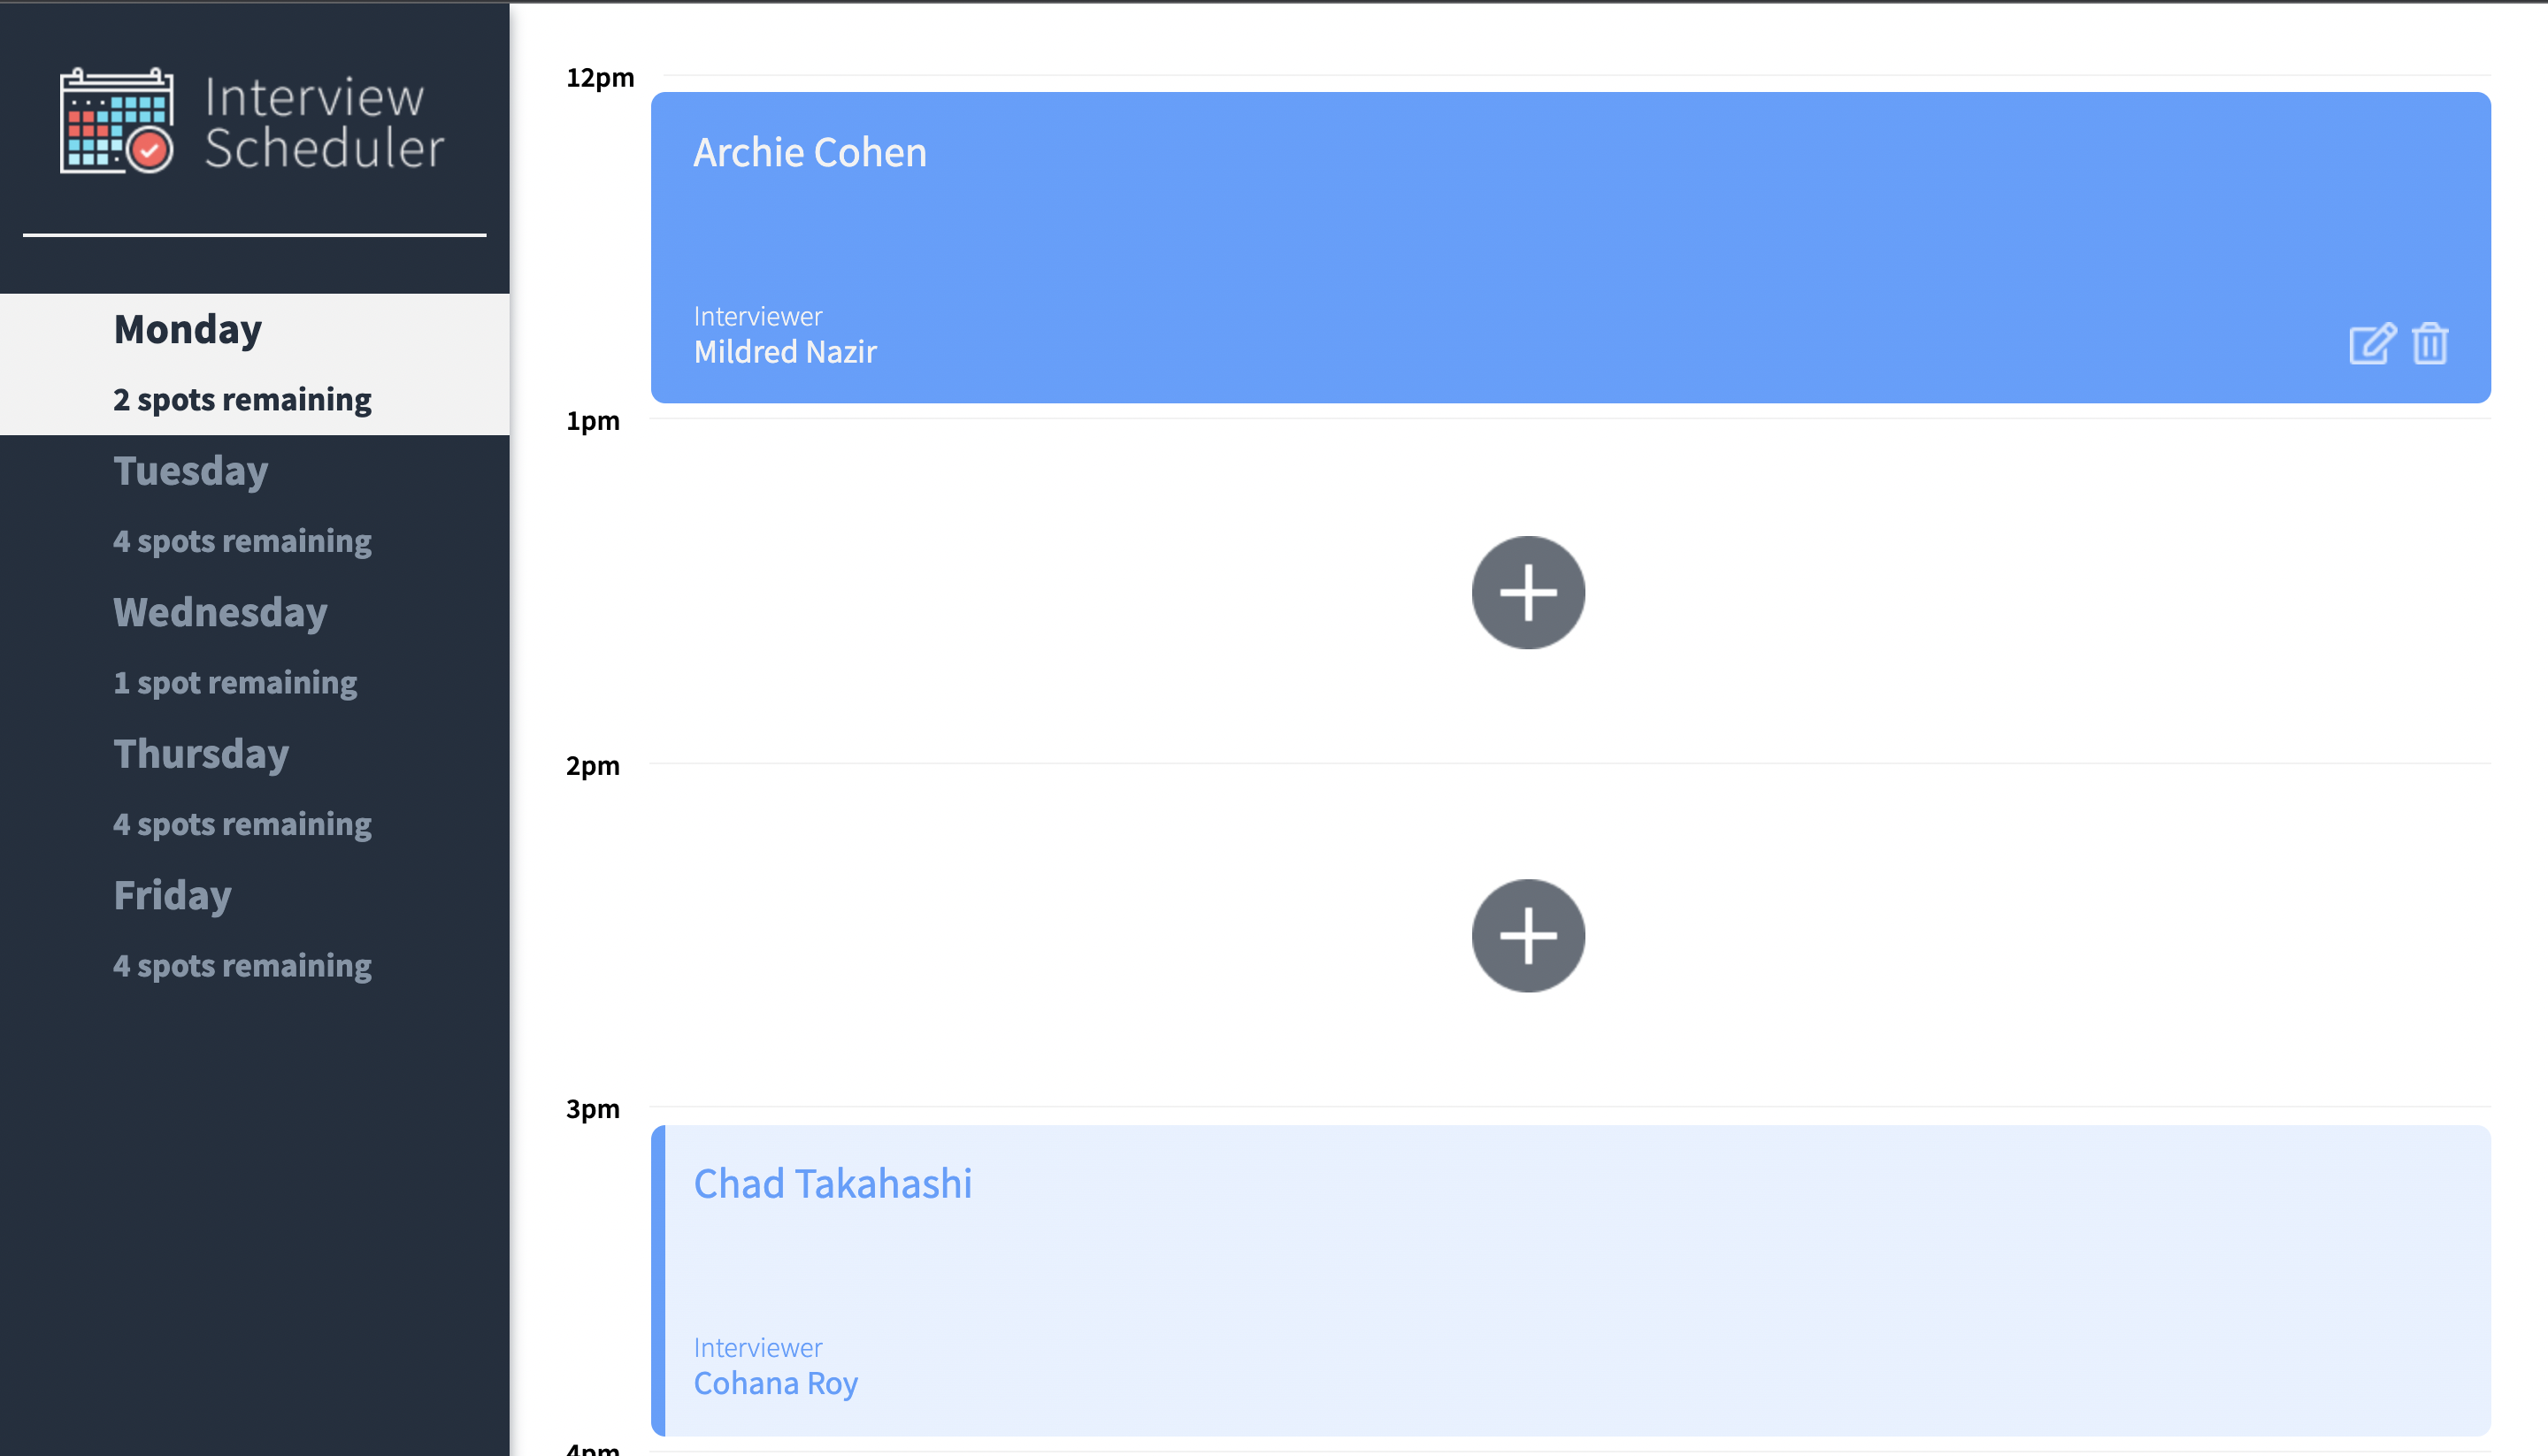 Interview
Scheduler
Monday
2 spots remaining
Tuesday
4 spots remaining
Wednesday
1 spot remaining
Thursday
4 spots remaining
Friday
4 spots remaining
12pm
Archie Cohen
Interviewer
Mildred Nazir
1pm
2pm
3pm
Chad Takahashi
Interviewer
Cohana Roy
4pm